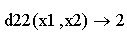 d22(x1 ,x2) → 2